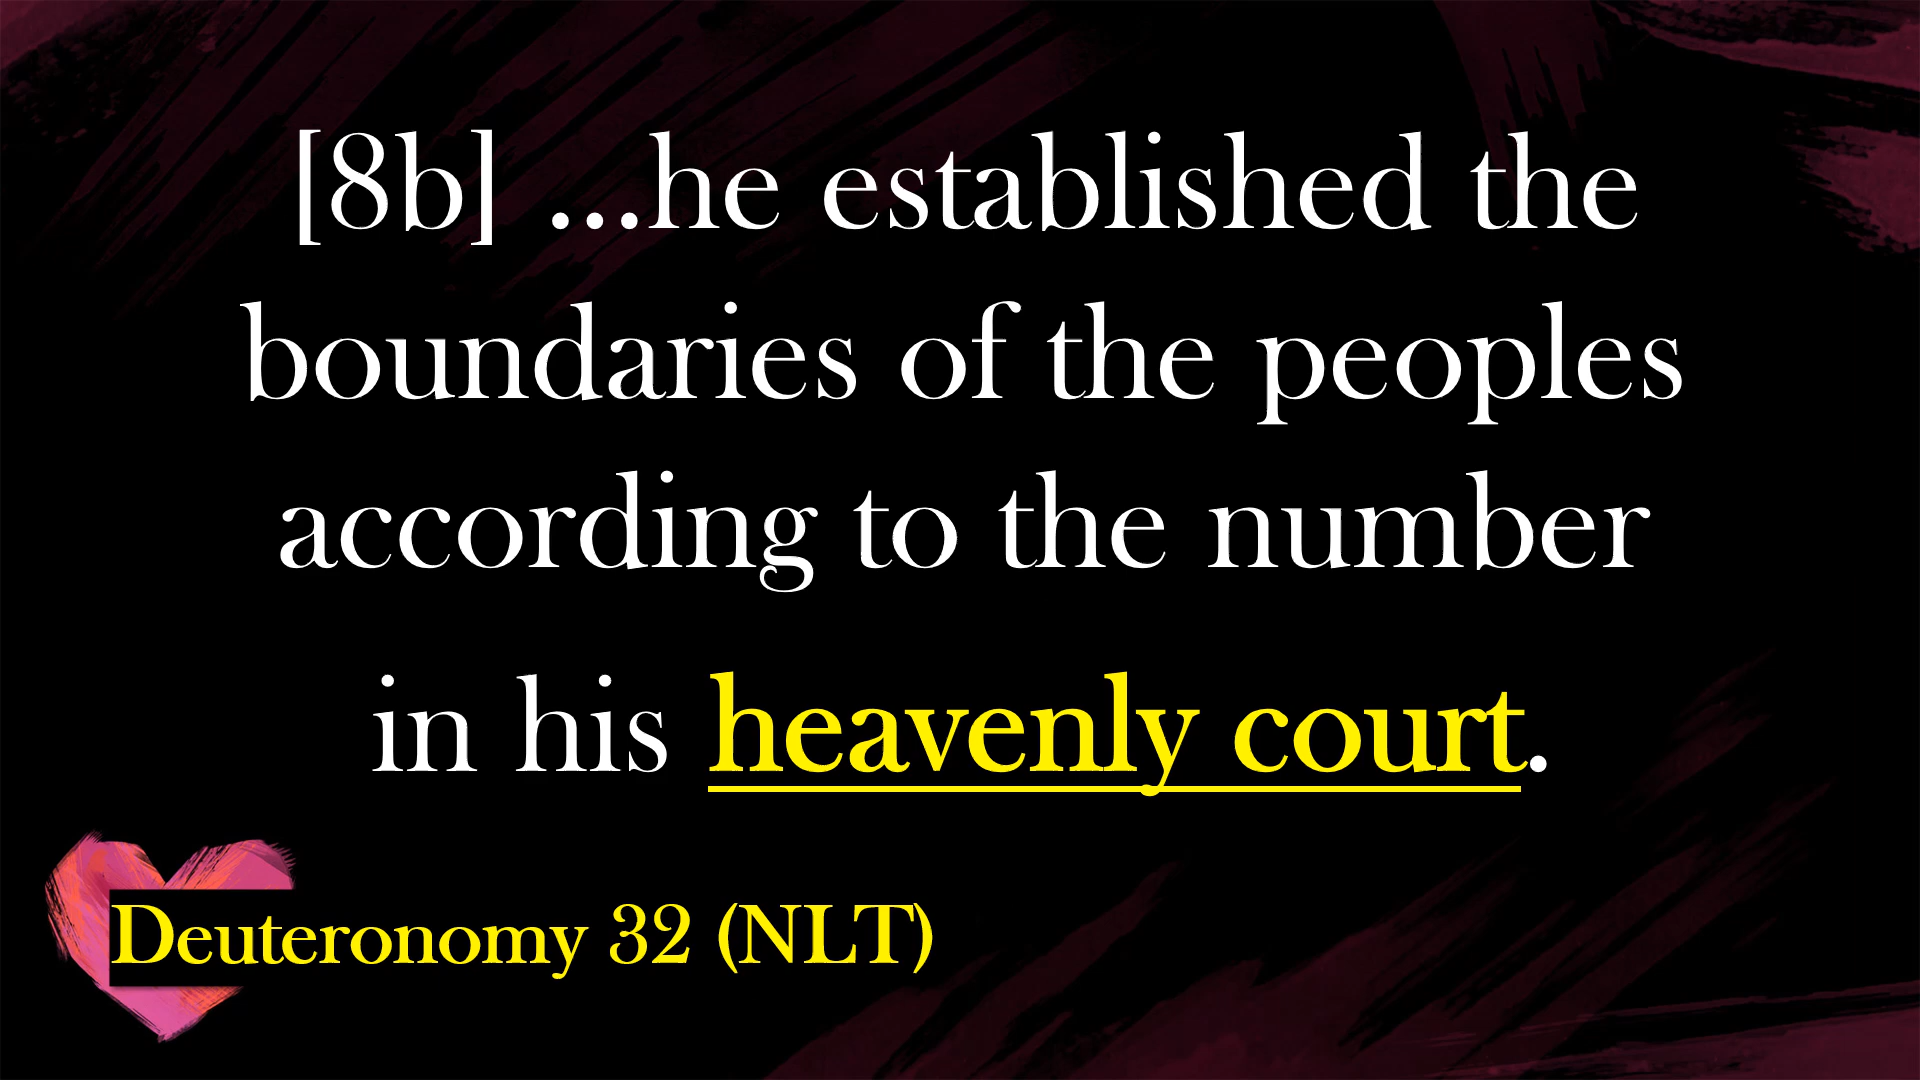 [8b] ...he established the
boundaries of the peoples
according to the number
in his heavenly court.
Deuteronomy 32 (NLT)